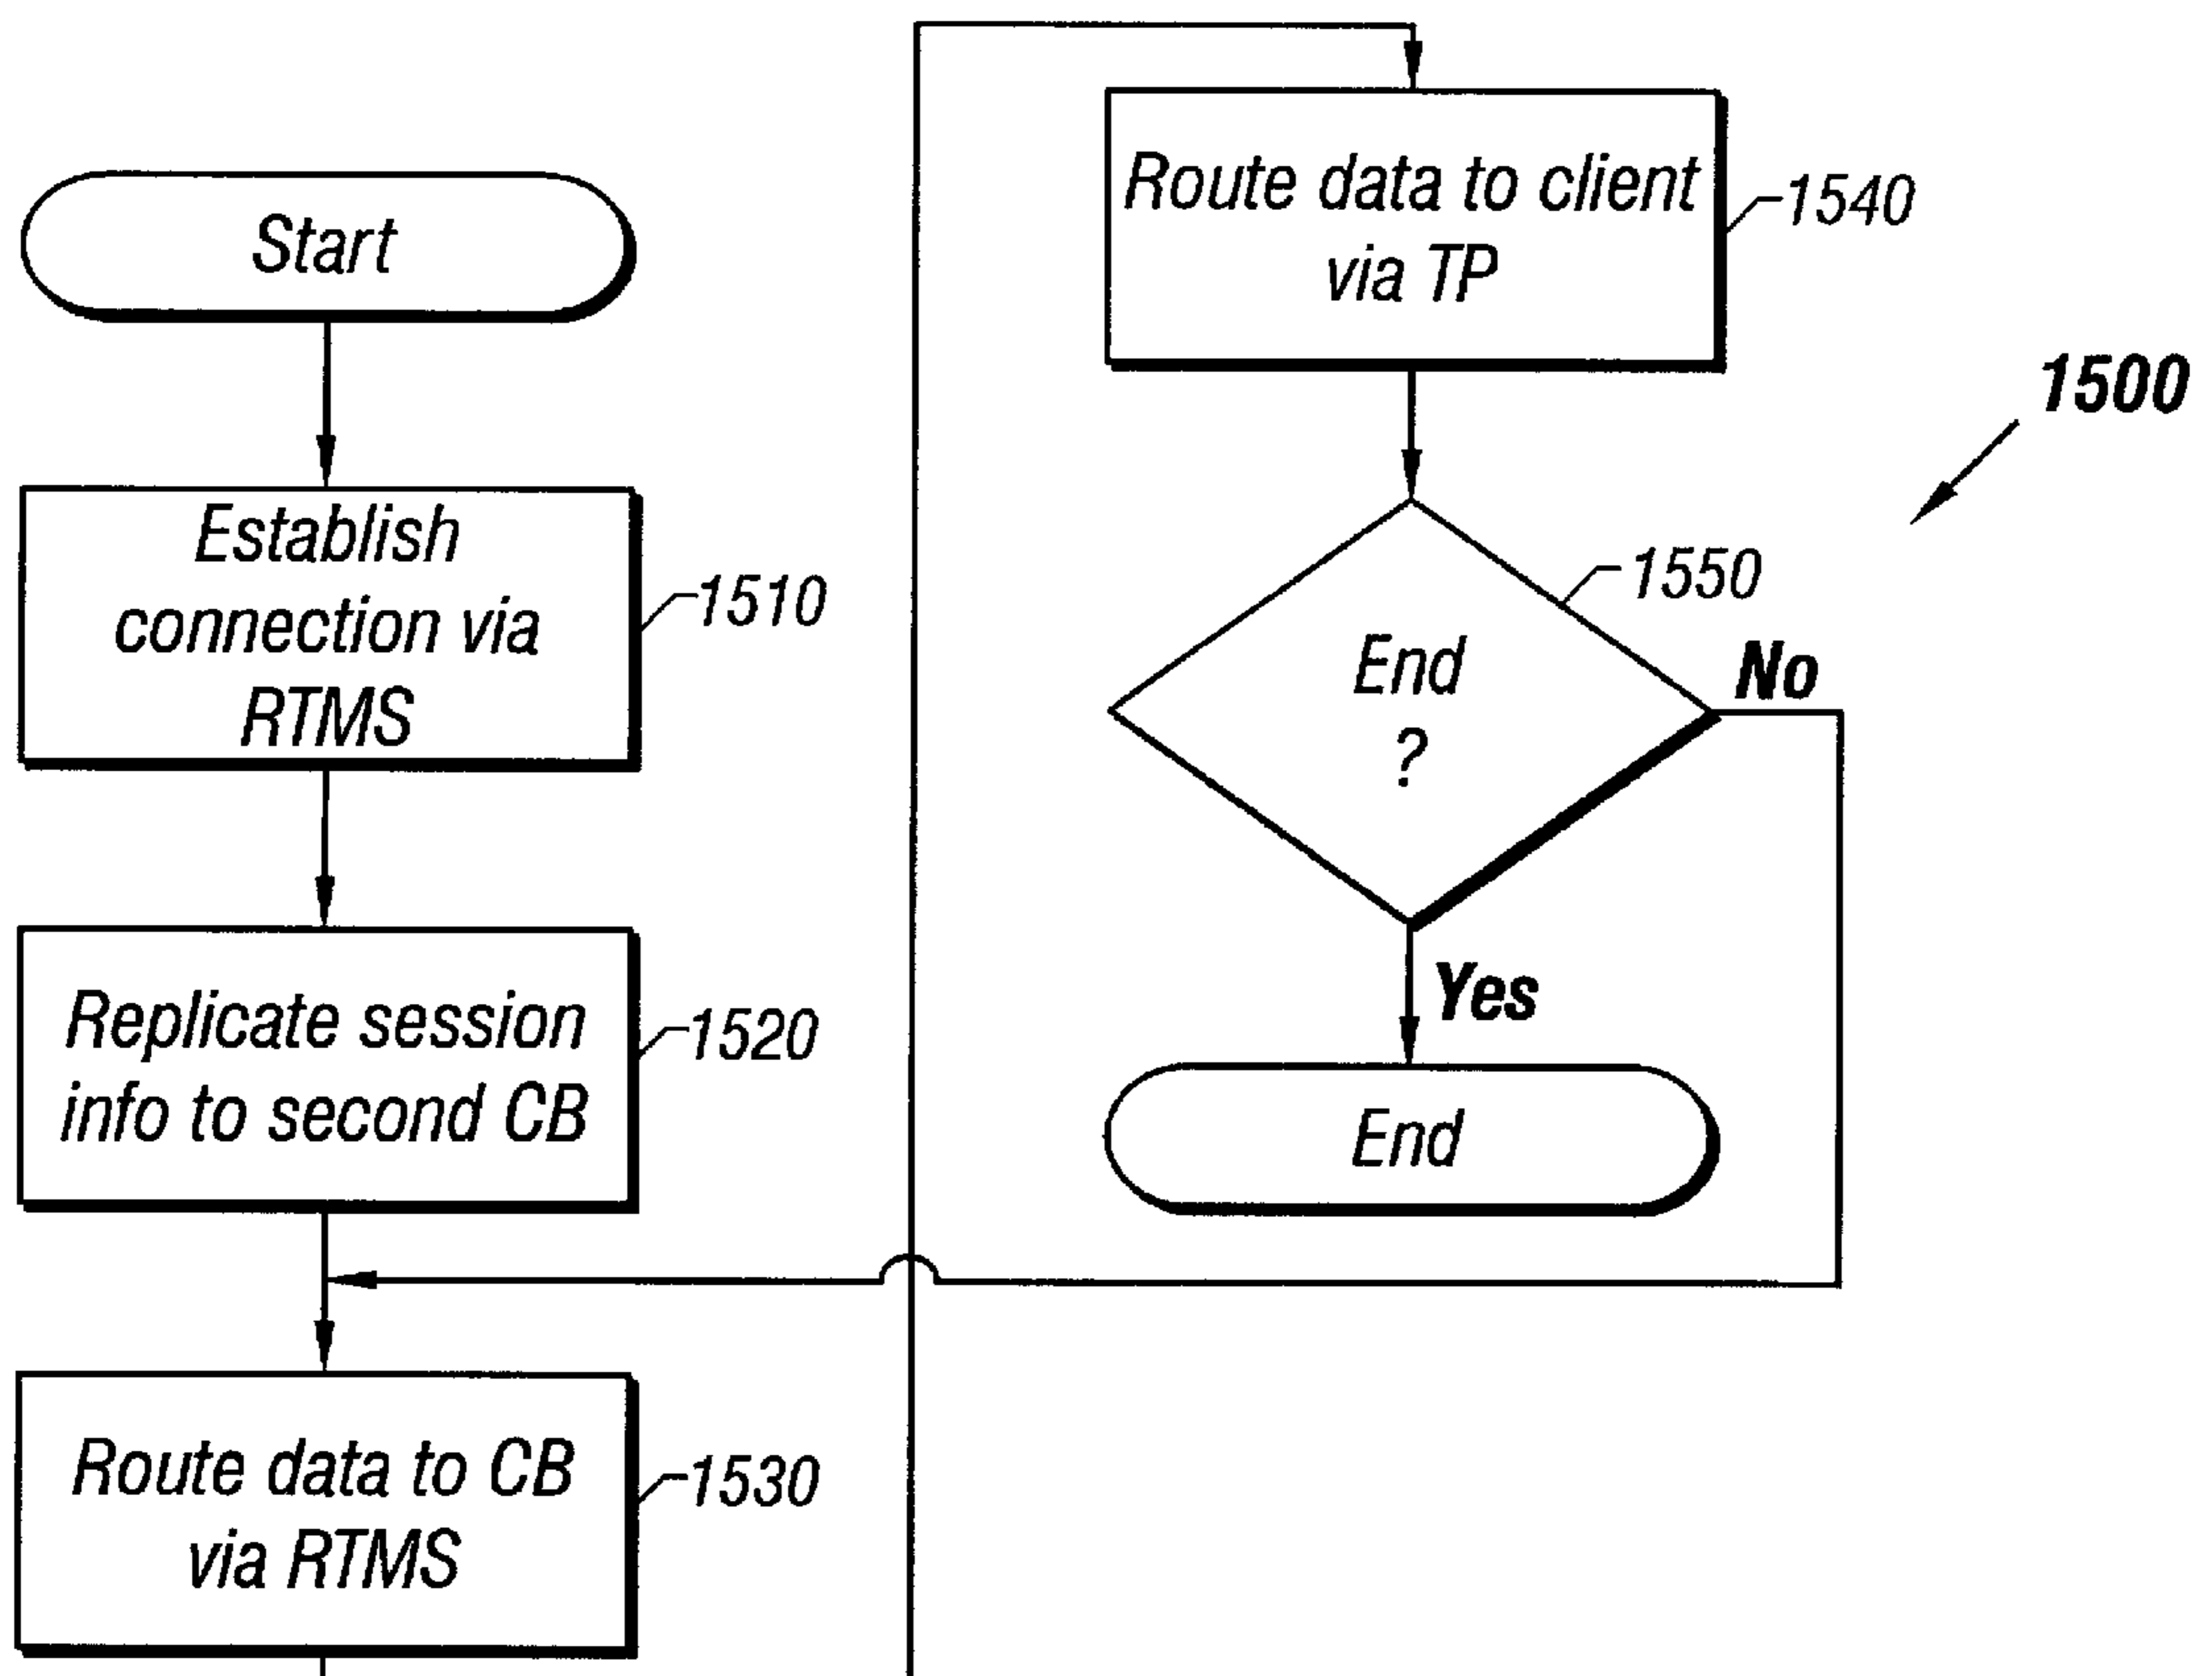 Start
Establish
connection via
RTMS
1510
Replicate session
info to second CB
1520
Route data to CB
via RTMS
1530
Route data to client
via TP
1540
1500
1550
End
?
No
Yes
End